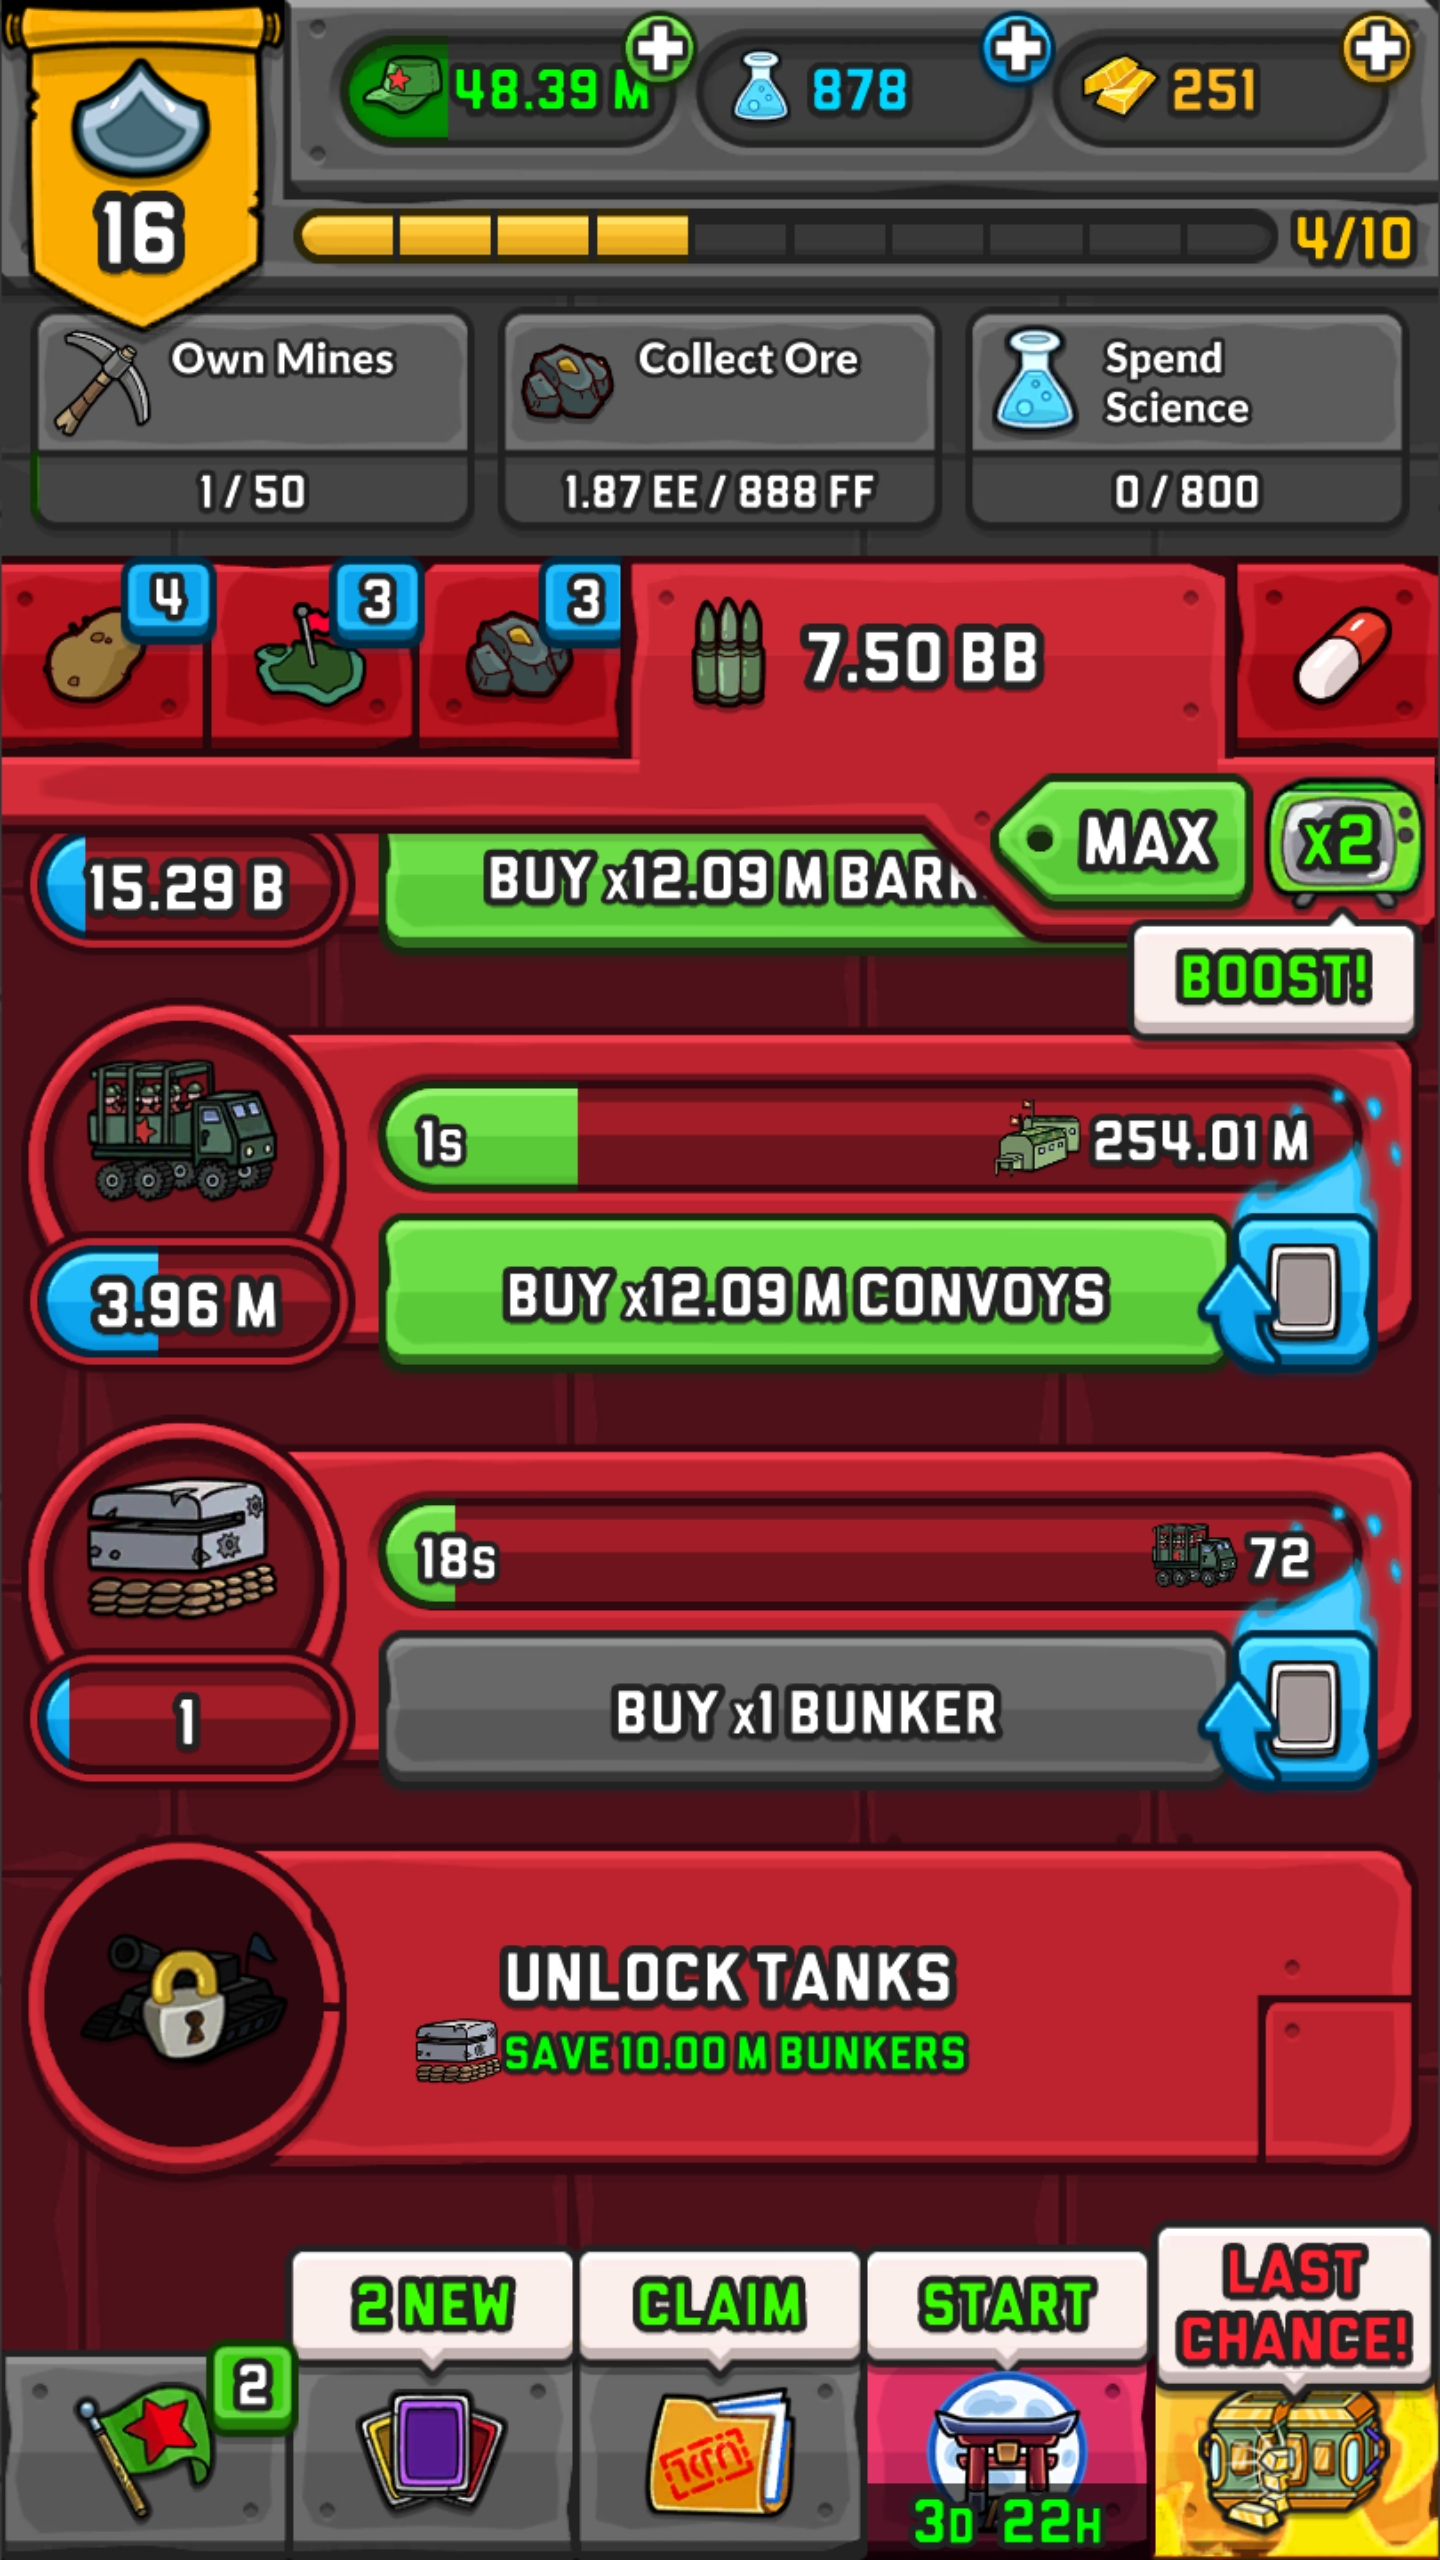 16
48.39 M
878
251
4/10
Own Mines
1 / 50
Collect Ore
1.87 EE / 888 FF
Spend
Science
0 / 800
4
3
3
7.50 BB
MAX
x2
BOOST!
15.29 B
BUY x12.09 M BARR
1s
254.01 M
3.96 M
BUY x12.09 M CONVOYS
18s
72
1
BUY x1 BUNKER
UNLOCK TANKS
SAVE 10.00 M BUNKERS
2 NEW
CLAIM
START
LAST
CHANCE!
2
3D 22H